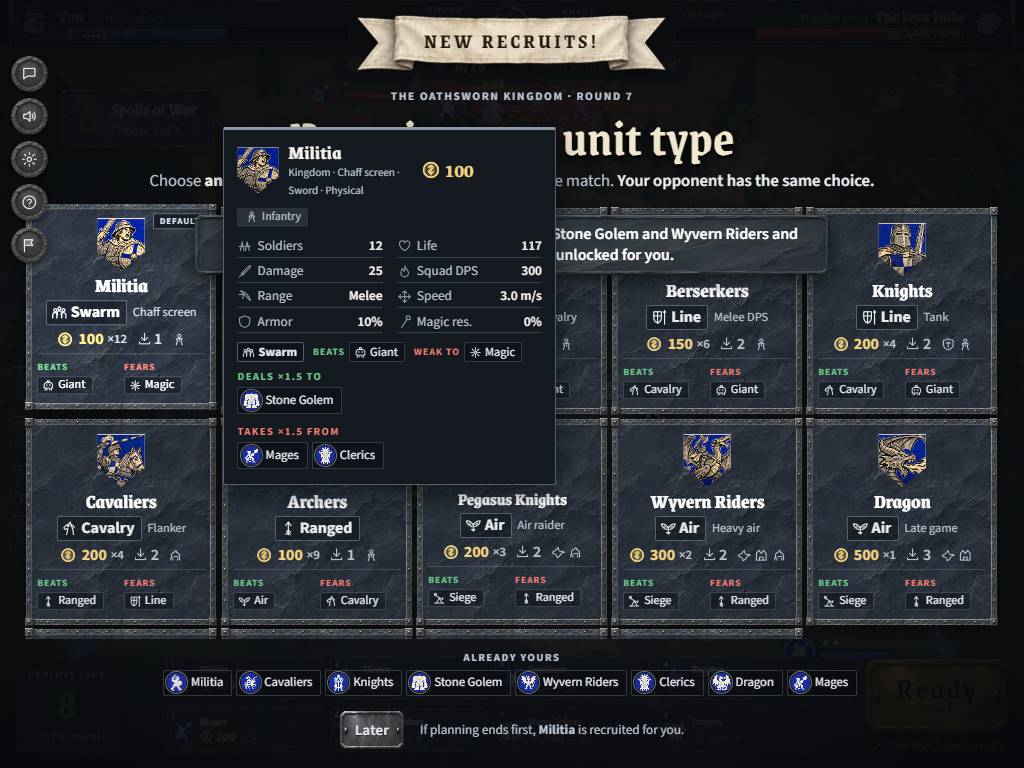 NEW RECRUITS!
THE OATHSWORN KINGDOM · ROUND 7
unit type
Choose an
e match. Your opponent has the same choice.
Spoils of War
DEFAUL
Stone Golem and Wyvern Riders and
unlocked for you.
Militia
Swarm Chaff screen
100 ×12 1
BEATS FEARS
Giant Magic
Militia
100
Kingdom · Chaff screen ·
Sword · Physical
Infantry
Soldiers 12 Life 117
Damage 25 Squad DPS 300
Range Melee Speed 3.0 m/s
Armor 10% Magic res. 0%
Swarm BEATS Giant WEAK TO Magic
DEALS ×1.5 TO
Stone Golem
TAKES ×1.5 FROM
Mages Clerics
Berserkers
Line Melee DPS
150 ×6 2
BEATS FEARS
Cavalry Giant
Knights
Line Tank
200 ×4 2
BEATS FEARS
Cavalry Giant
Cavaliers
Cavalry Flanker
200 ×4 2
BEATS FEARS
Ranged Line
Archers
Ranged
100 ×9 1
BEATS FEARS
Air Cavalry
Pegasus Knights
Air Air raider
200 ×3 2
BEATS FEARS
Siege Ranged
Wyvern Riders
Air Heavy air
300 ×2 2
BEATS FEARS
Siege Ranged
Dragon
Air Late game
500 ×1 3
BEATS FEARS
Siege Ranged
ALREADY YOURS
Militia Cavaliers Knights Stone Golem Wyvern Riders Clerics Dragon Mages
DEPLOYS LEFT
8
Ready
Later
If planning ends first, Militia is recruited for you.